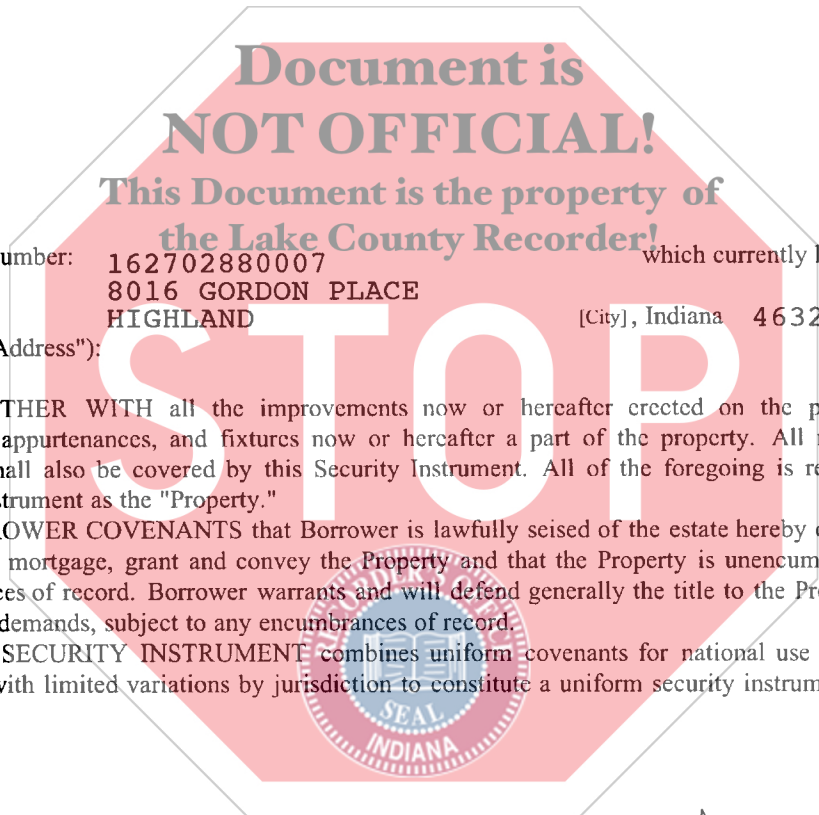 Document is
NOT OFFICIAL!
This Document is the property of
the Lake County Recorder!
umber: 162702880007 which currently
8016 GORDON PLACE
HIGHLAND [City], Indiana 4632
Address"):
THER WITH all the improvements now or hereafter erected on the p
appurtenances, and fixtures now or hereafter a part of the property. All
hall also be covered by this Security Instrument. All of the foregoing is re
strument as the "Property."
OWER COVENANTS that Borrower is lawfully seised of the estate hereby
mortgage, grant and convey the Property and that the Property is unencum
ces of record. Borrower warrants and will defend generally the title to the Pr
demands, subject to any encumbrances of record.
SECURITY INSTRUMENT combines uniform covenants for national use
with limited variations by jurisdiction to constitute a uniform security instrum
STOP
RECORDER'S OFFICE
SEAL
INDIANA